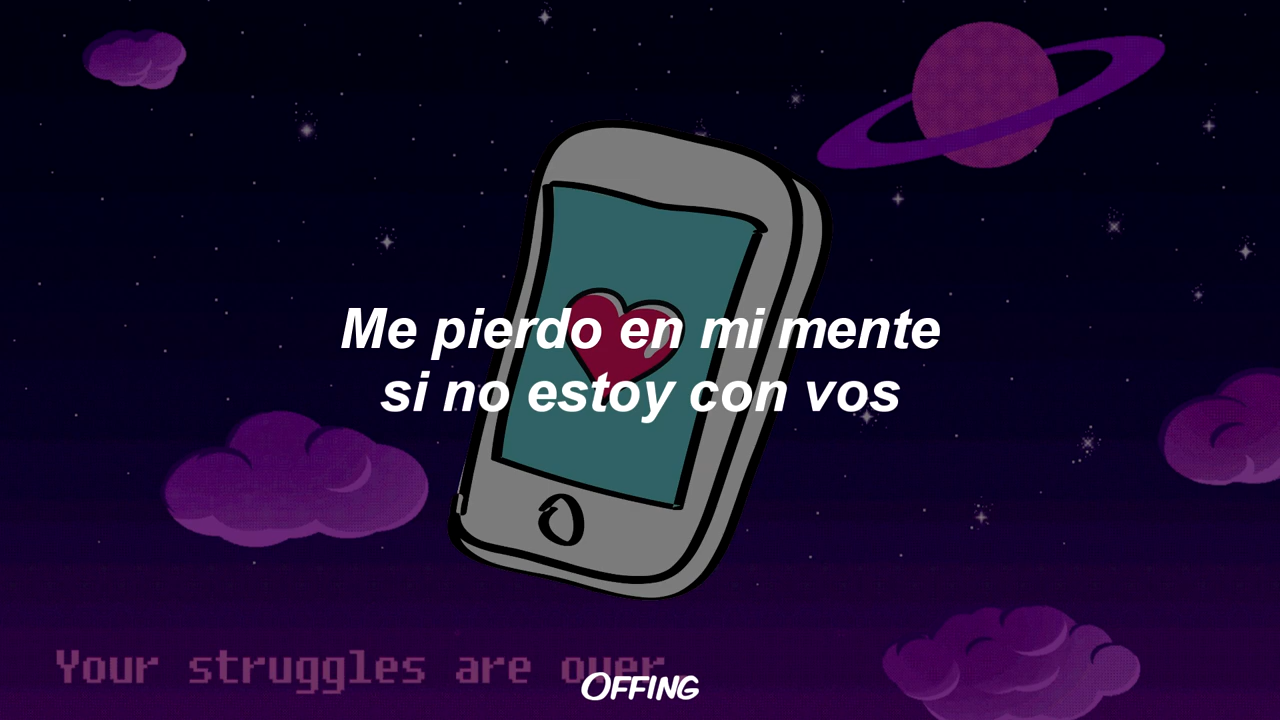 Me pierdo en mi mente
si no estoy con vos
Your struggles are over
OFFING